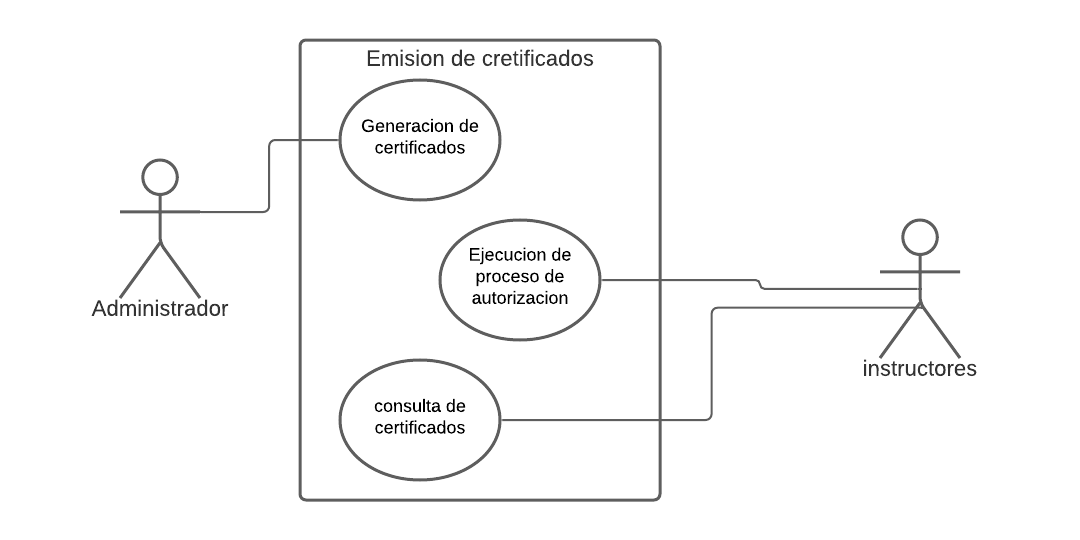 Emision de cretificados
Generacion de
certificados
Administrador
Ejecucion de
proceso de
autorizacion
instructores
consulta de
certificados